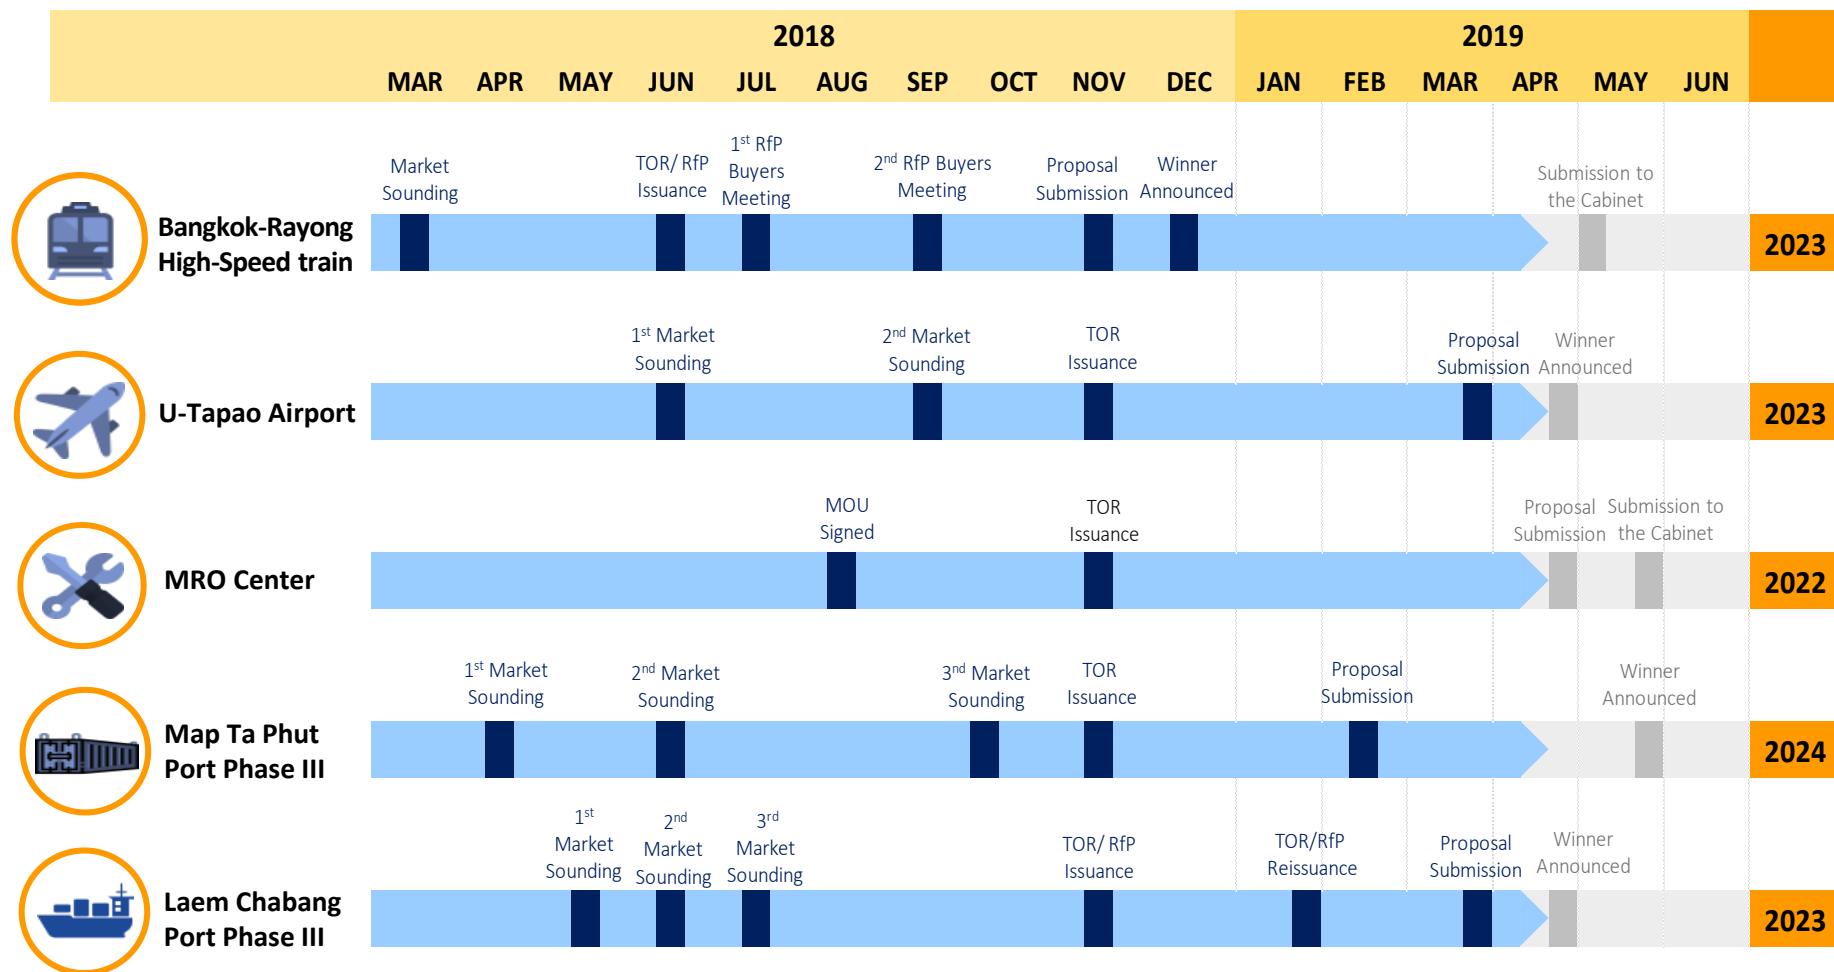 2018
2019
MAR APR MAY JUN JUL AUG SEP OCT NOV DEC JAN FEB MAR APR MAY JUN
Market
Sounding
TOR/ RfP
Issuance
1st RfP
Buyers
Meeting
2nd RfP Buyers
Meeting
Proposal
Submission
Winner
Announced
Submission to
the Cabinet
Bangkok-Rayong
High-Speed train
2023
1st Market
Sounding
2nd Market
Sounding
TOR
Issuance
Proposal
Submission
Winner
Announced
U-Tapao Airport
2023
MOU
Signed
TOR
Issuance
Proposal
Submission
Submission to
the Cabinet
MRO Center
2022
1st Market
Sounding
2nd Market
Sounding
3nd Market
Sounding
TOR
Issuance
Proposal
Submission
Winner
Announced
Map Ta Phut
Port Phase III
2024
1st
Market
Sounding
2nd
Market
Sounding
3rd
Market
Sounding
TOR/ RfP
Issuance
TOR/RfP
Reissuance
Proposal
Submission
Winner
Announced
Laem Chabang
Port Phase III
2023